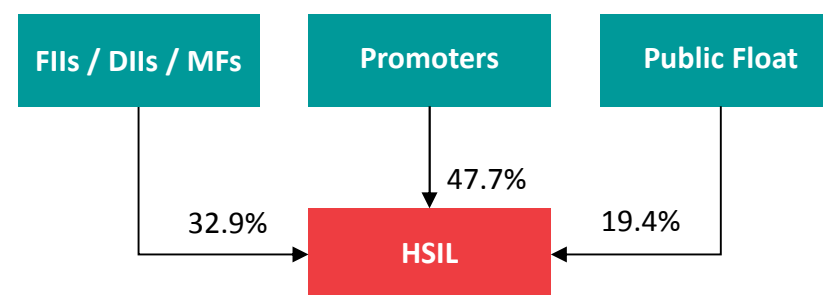 FIIs / DIIs / MFs
Promoters
Public Float
47.7%
32.9%
19.4%
HSIL